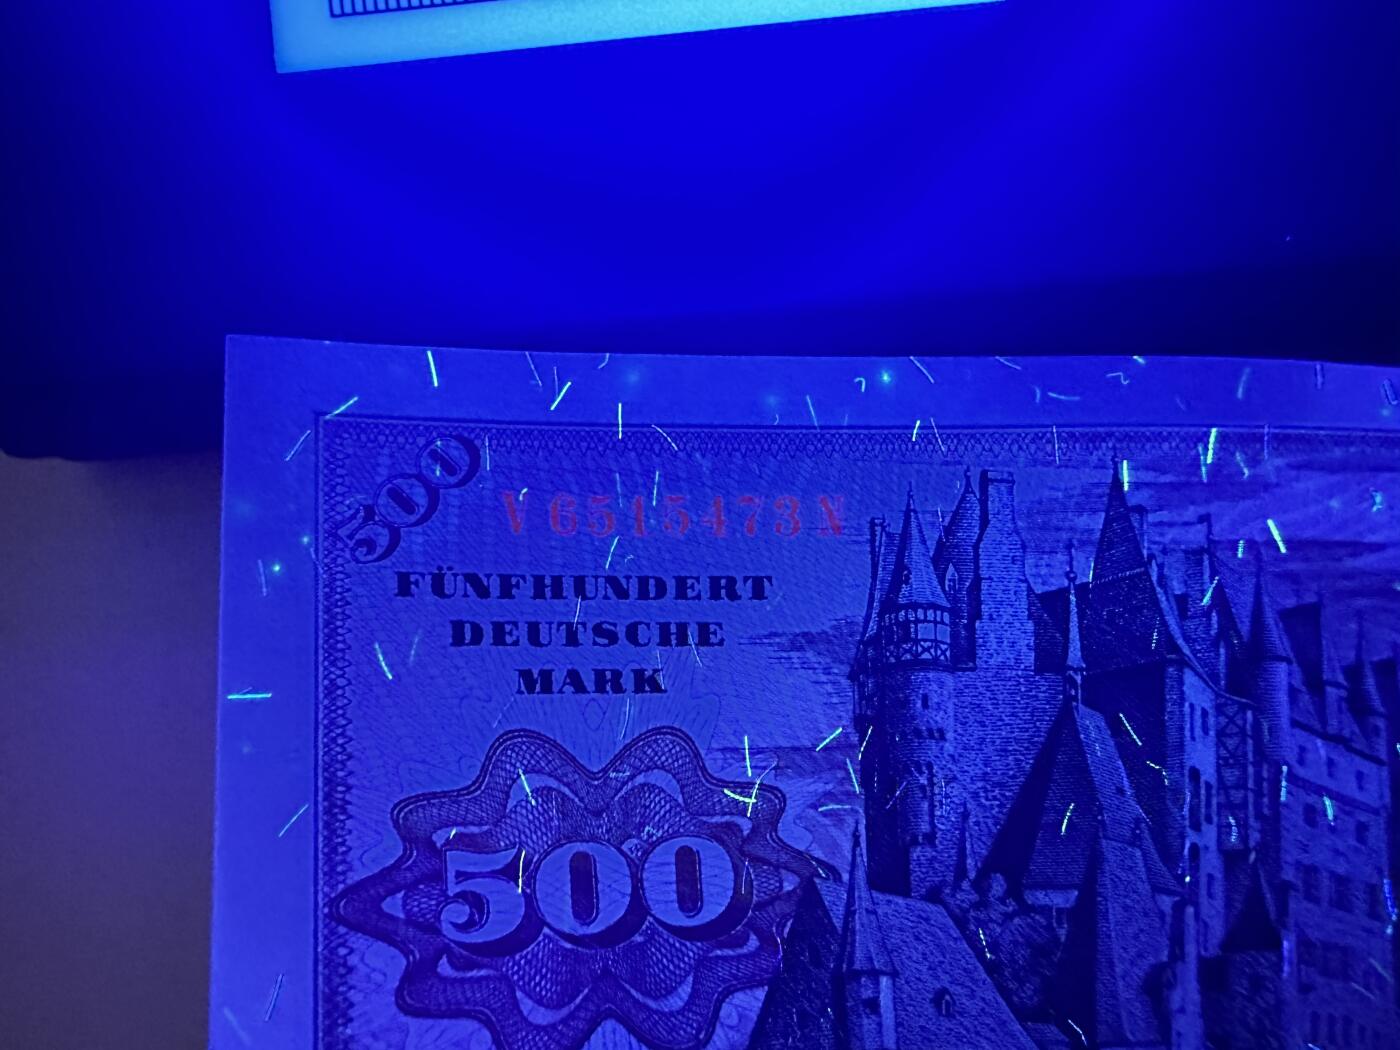 500
V6515473N
FÜNFHUNDERT
DEUTSCHE
MARK
500